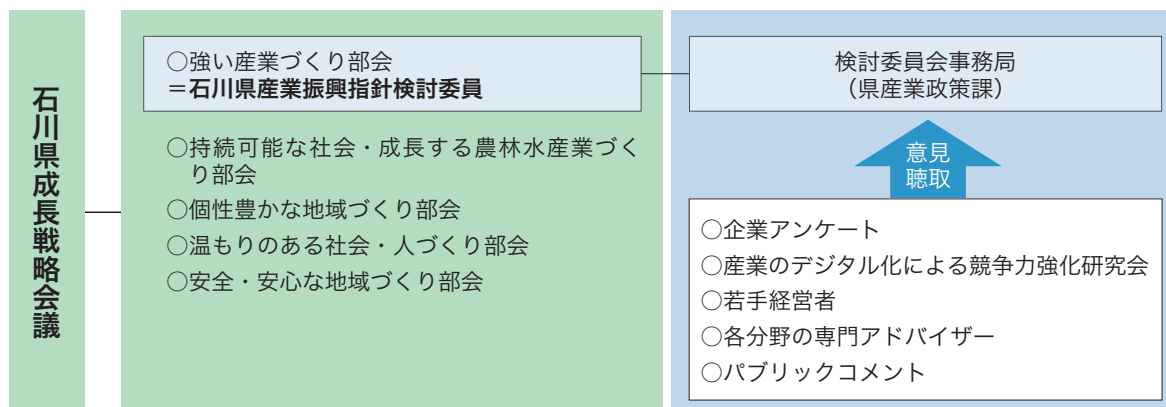 石川県成長戦略会議
○強い産業づくり部会
＝石川県産業振興指針検討委員
○持続可能な社会・成長する農林水産業づく
り部会
○個性豊かな地域づくり部会
○温もりのある社会・人づくり部会
○安全・安心な地域づくり部会
検討委員会事務局
（県産業政策課）
意見
聴取
○企業アンケート
○産業のデジタル化による競争力強化研究会
○若手経営者
○各分野の専門アドバイザー
○パブリックコメント